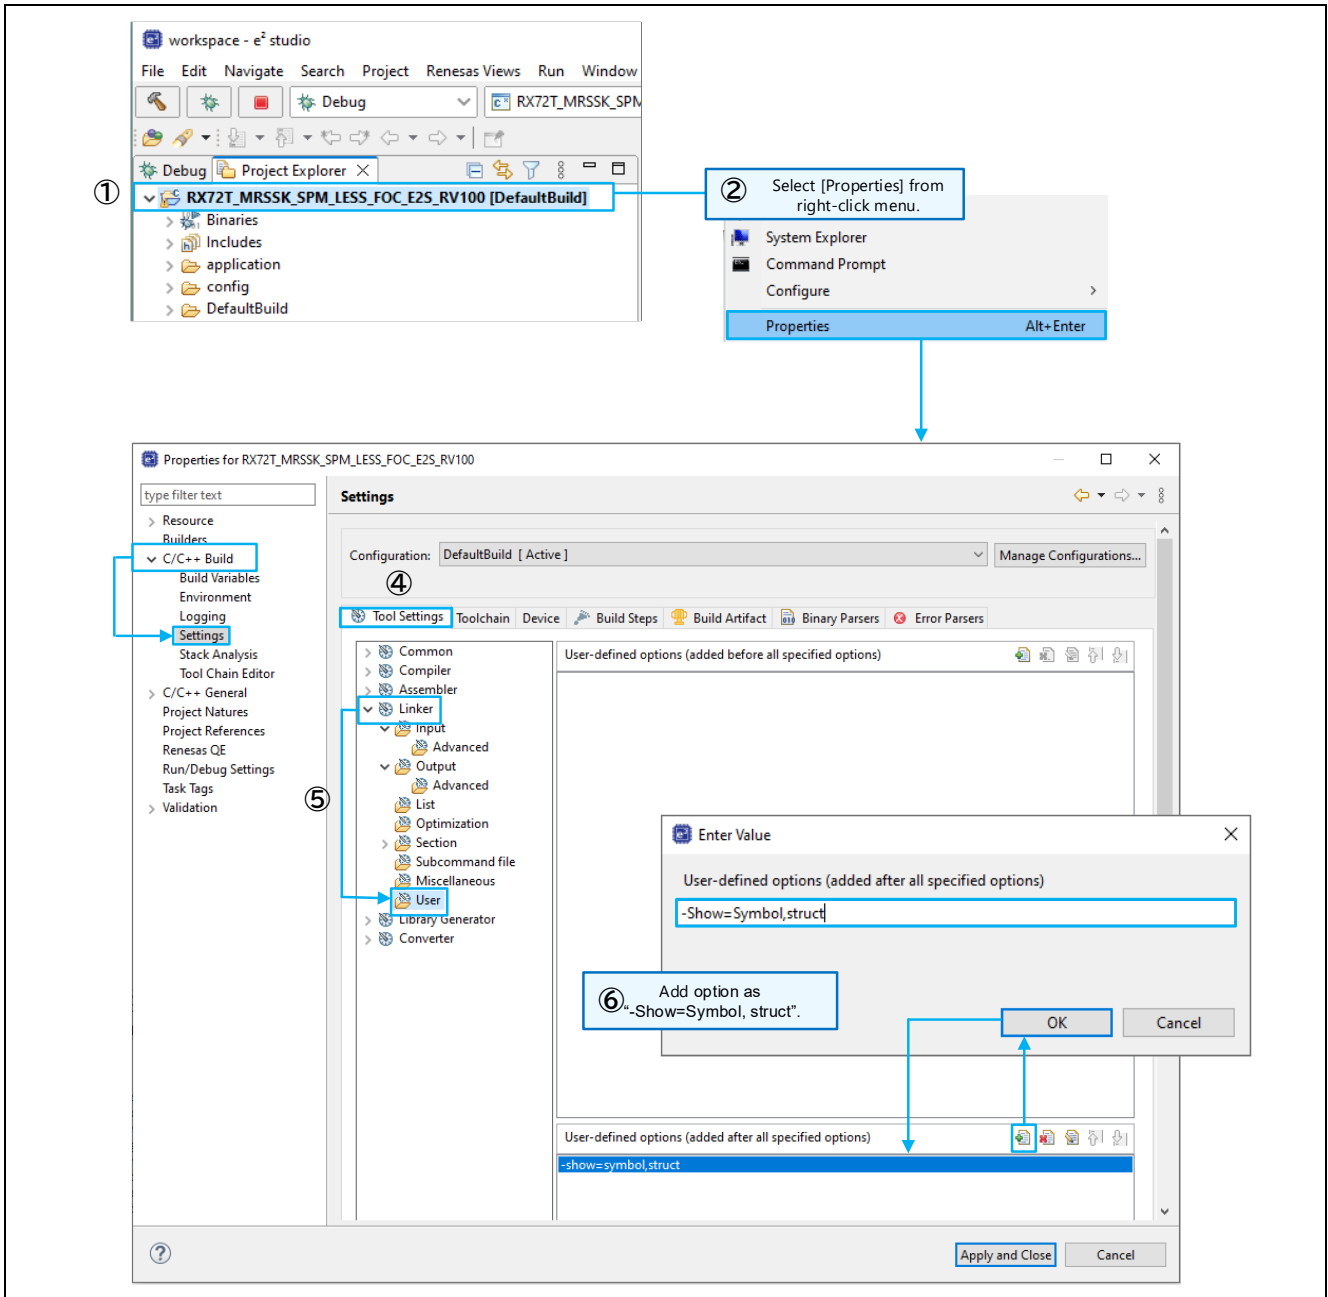 workspace - e² studio
File Edit Navigate Search Project Renesas Views Run Window
Debug
RX72T_MRSSK_SPM
Debug Project Explorer
①
RX72T_MRSSK_SPM_LESS_FOC_E2S_RV100 [DefaultBuild]
Binaries
Includes
application
config
DefaultBuild
② Select [Properties] from
right-click menu.
System Explorer
Command Prompt
Configure
Properties Alt+Enter
Properties for RX72T_MRSSK_SPM_LESS_FOC_E2S_RV100
type filter text
Settings
Resource
Builders
C/C++ Build
Build Variables
Environment
Logging
Settings
Stack Analysis
Tool Chain Editor
C/C++ General
Project Natures
Project References
Renesas QE
Run/Debug Settings
Task Tags
Validation
Configuration: DefaultBuild [ Active ] Manage Configurations...
④
Tool Settings Toolchain Device Build Steps Build Artifact Binary Parsers Error Parsers
Common
Compiler
Assembler
Linker
Input
Advanced
Output
Advanced
List
Optimization
Section
Subcommand file
Miscellaneous
User
Library Generator
Converter
⑤
User-defined options (added before all specified options)
Enter Value
User-defined options (added after all specified options)
-Show=Symbol,struct
⑥ Add option as
“-Show=Symbol, struct”.
OK Cancel
User-defined options (added after all specified options)
-show=symbol,struct
Apply and Close Cancel